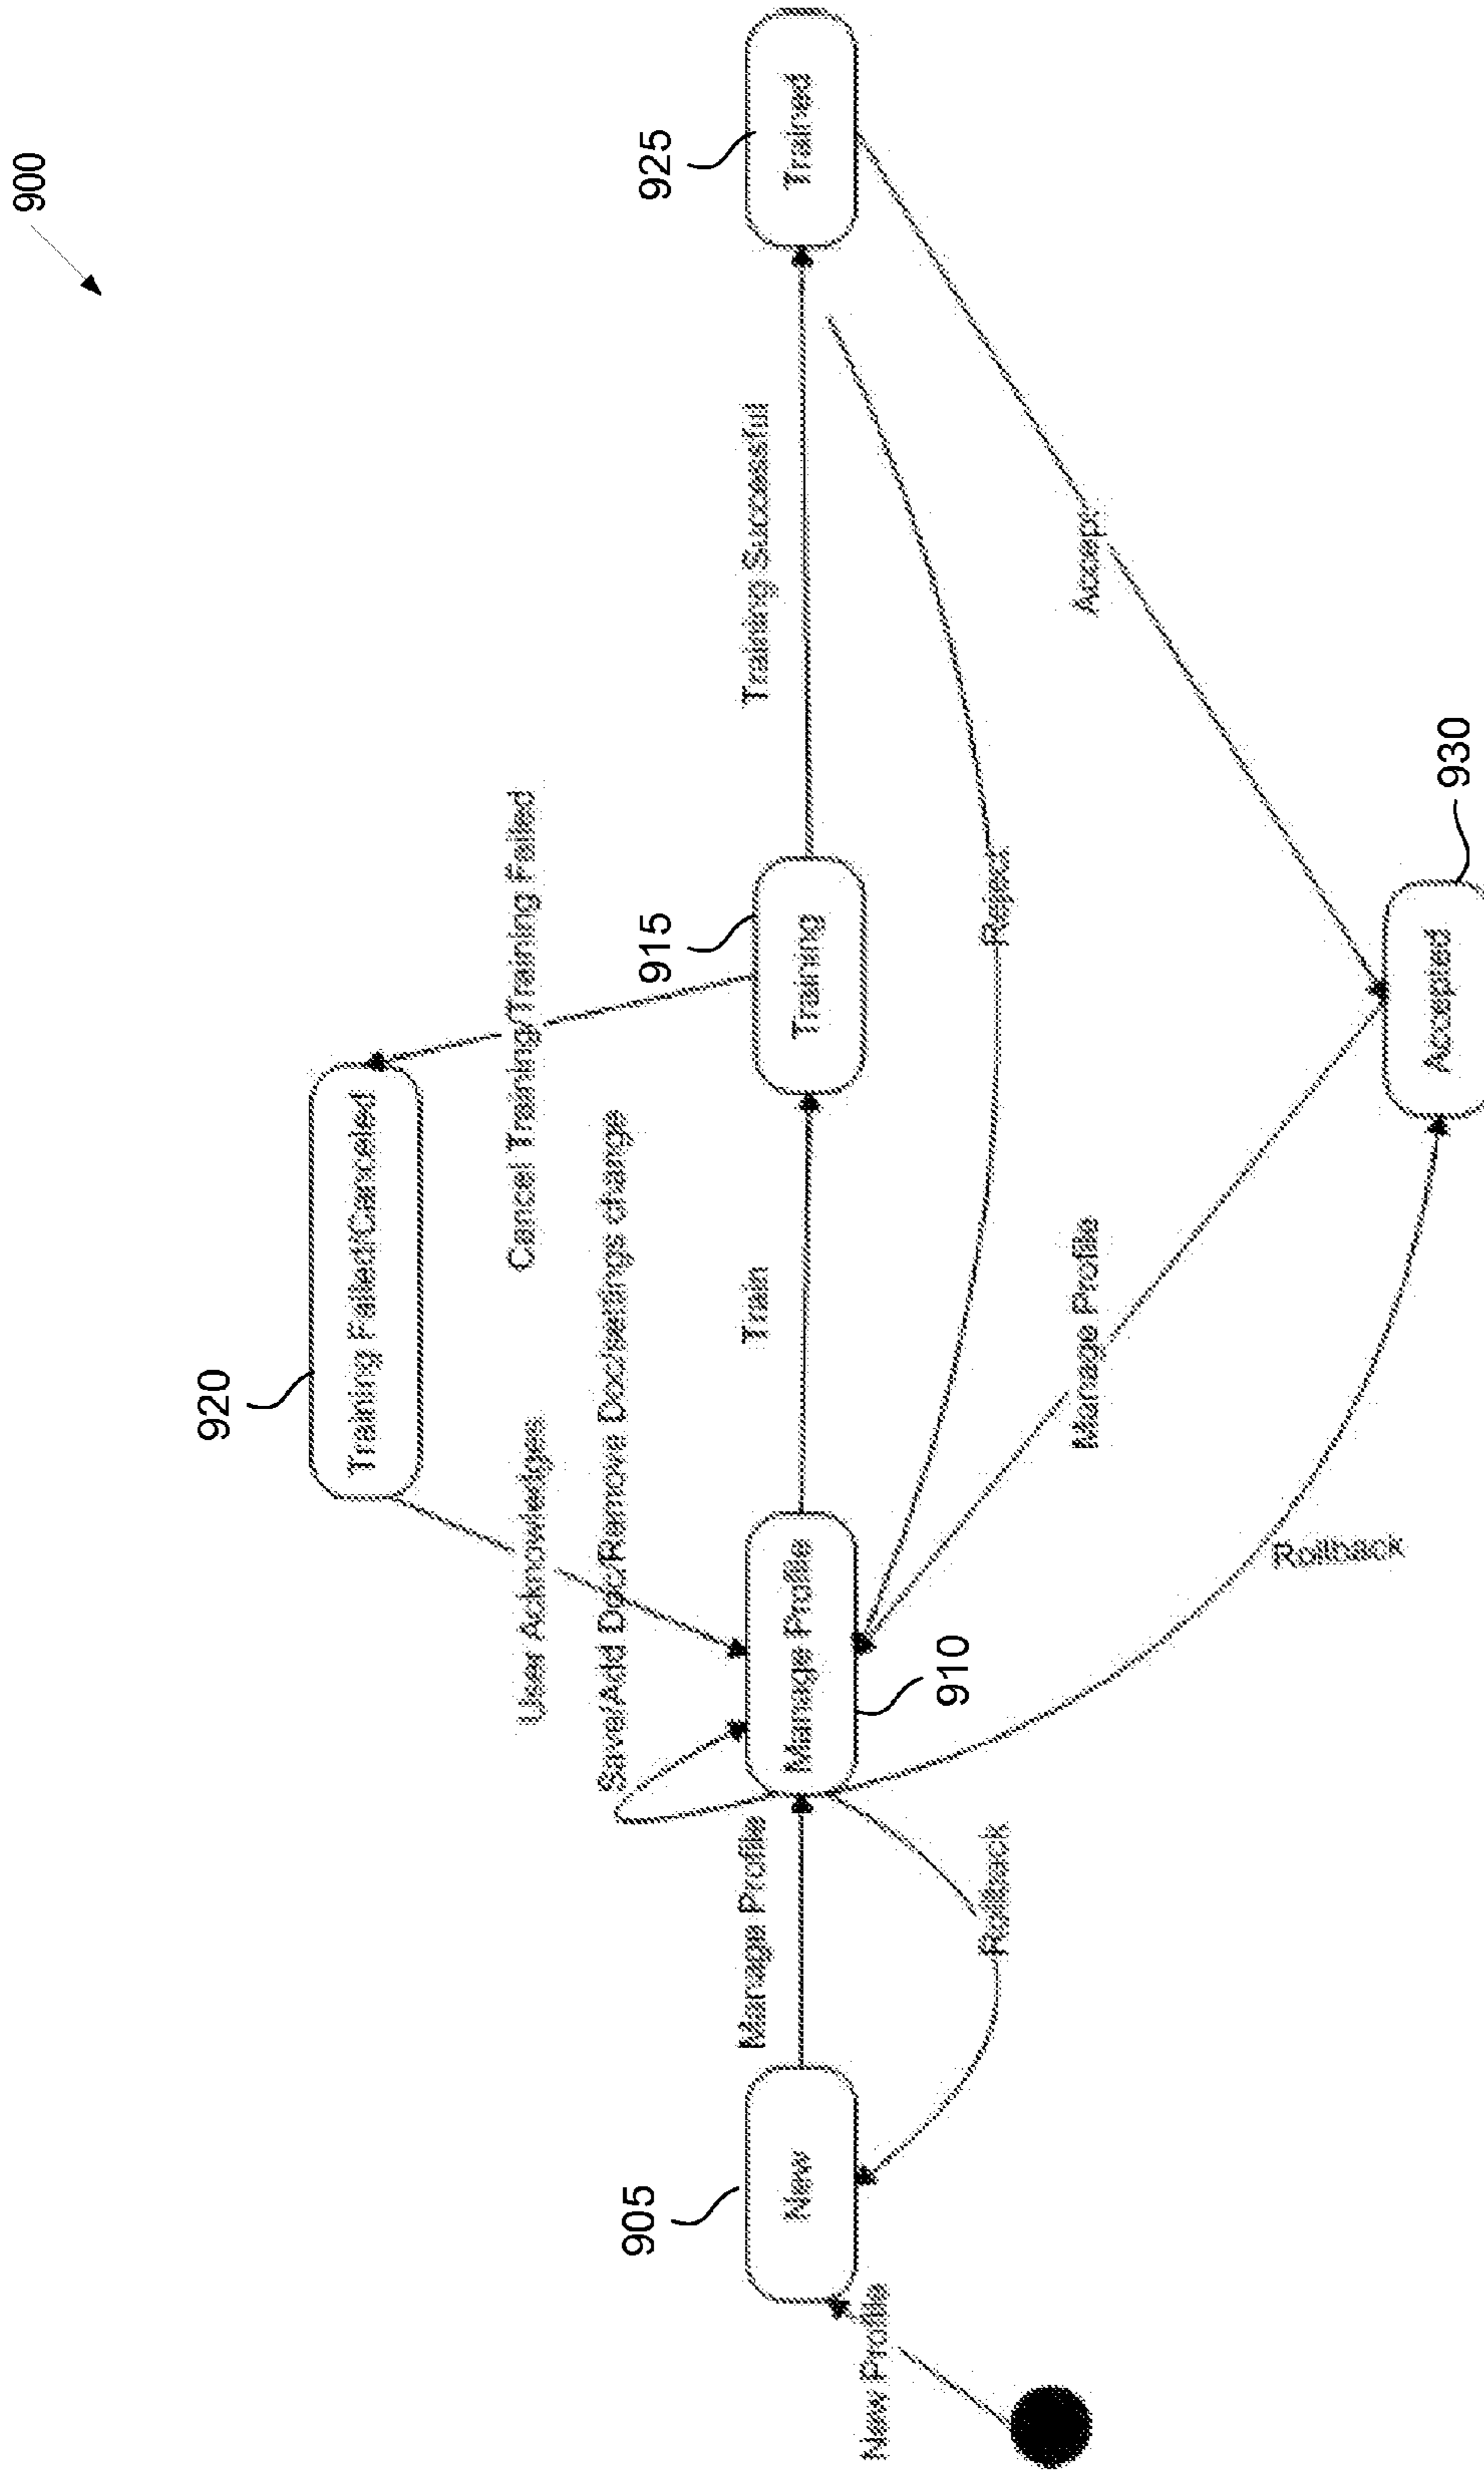 900
920
Training Failed/Canceled
User Acknowledges
Cancel Training/Training Failed
Save/Add Doc/Remove Doc/settings change
905
915
925
Manage Profile
Train
Training Successful
New
Manage Profile
Training
Trained
New Profile
910
Rollback
Reject
Manage Profile
Accept
Rollback
Accepted
930